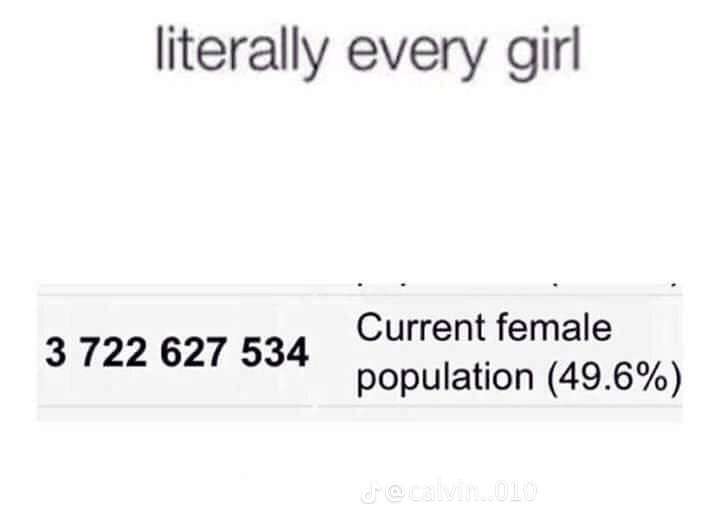 literally every girl
3 722 627 534
Current female
population (49.6%)
@calvin..010